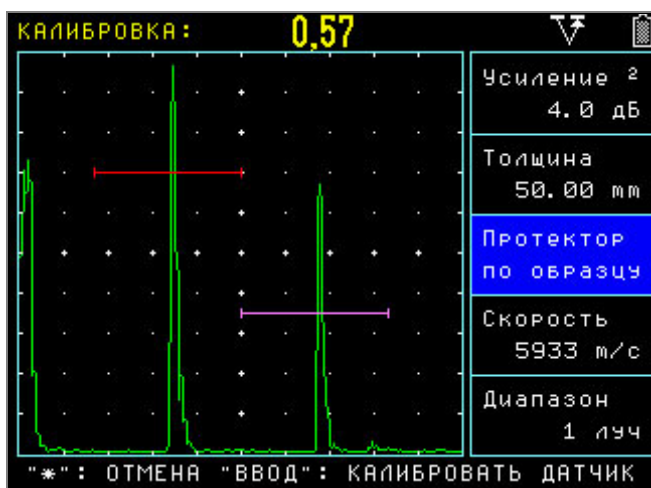 КАЛИБРОВКА: 0,57
Усиление ²
4.0 дБ
Толщина
50.00 mm
Протектор
по образцу
Скорость
5933 m/c
Диапазон
1 луч
"*": ОТМЕНА "ВВОД": КАЛИБРОВАТЬ ДАТЧИК